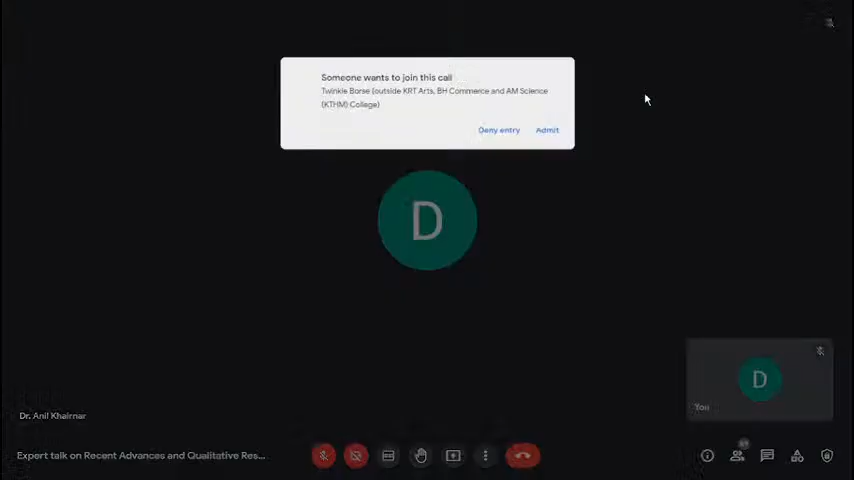 Someone wants to join this call
Twinkle Borse (outside KRT Arts, BH Commerce and AM Science
(KTHM) College)
Deny entry Admit
D
D
You
Dr. Anil Khairnar
Expert talk on Recent Advances and Qualitative Res...